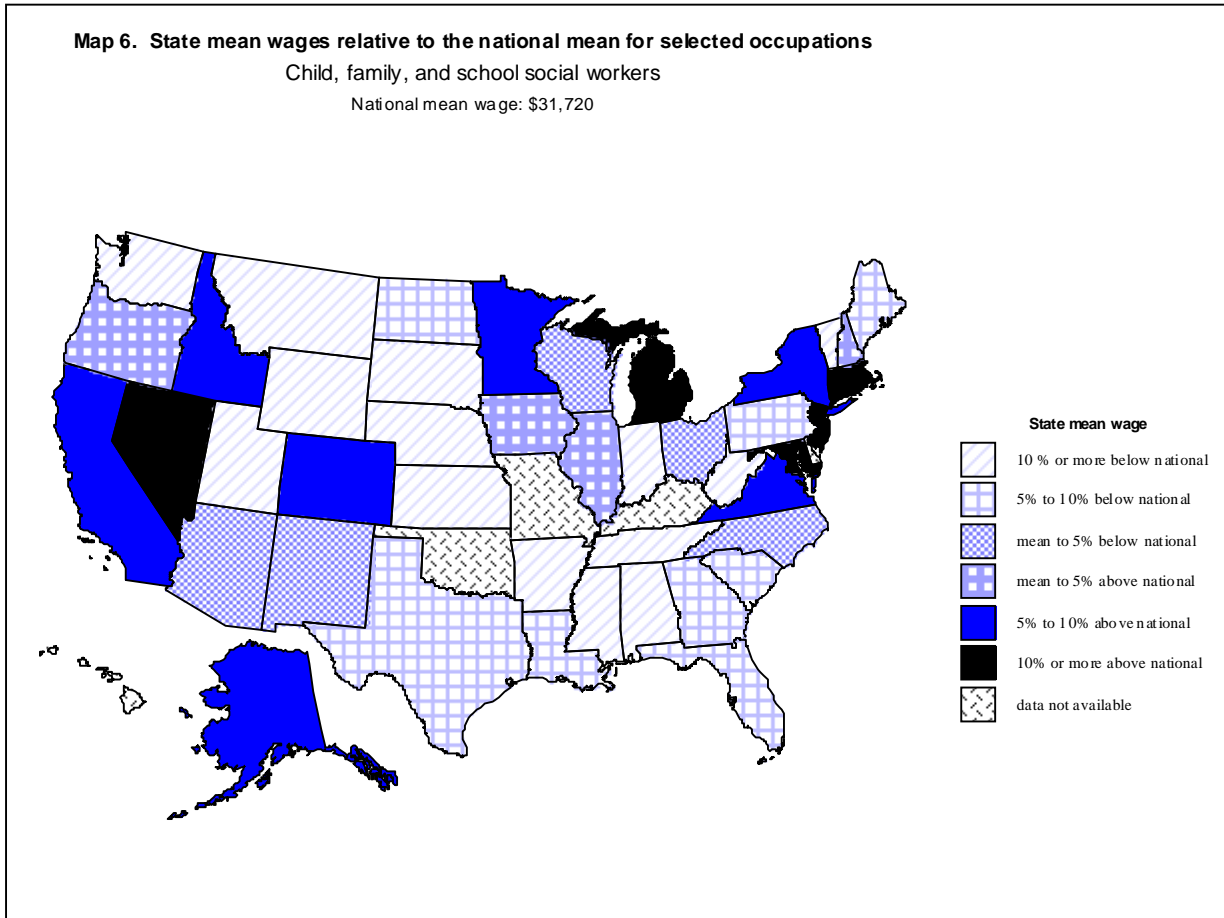 Map 6. State mean wages relative to the national mean for selected occupations
Child, family, and school social workers
National mean wage: $31,720
State mean wage
10 % or more below national
5% to 10% below national
mean to 5% below national
mean to 5% above national
5% to 10% above national
10% or more above national
data not available